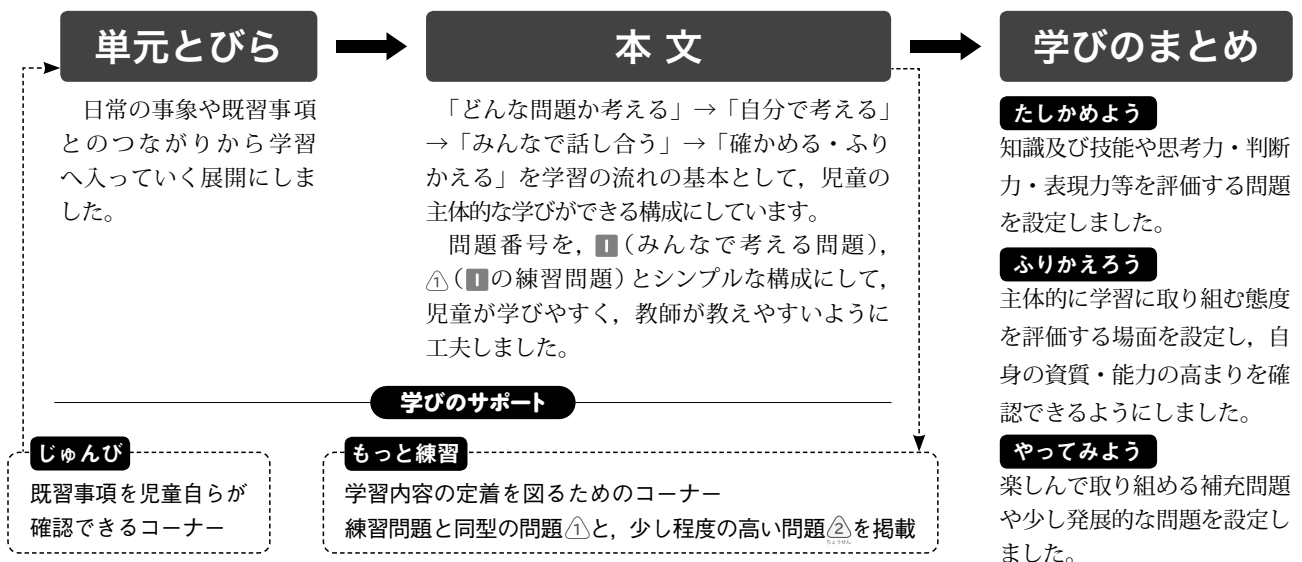 単元とびら
日常の事象や既習事項
とのつながりから学習
へ入っていく展開にしま
した。
本文
「どんな問題か考える」→「自分で考える」
→「みんなで話し合う」→「確かめる・ふり
かえる」を学習の流れの基本として，児童の
主体的な学びができる構成にしています。
問題番号を，1（みんなで考える問題），
①（1の練習問題）とシンプルな構成にして，
児童が学びやすく，教師が教えやすいように
工夫しました。
学びのまとめ
たしかめよう
知識及び技能や思考力・判断
力・表現力等を評価する問題
を設定しました。
ふりかえろう
主体的に学習に取り組む態度
を評価する場面を設定し，自
身の資質・能力の高まりを確
認できるようにしました。
やってみよう
楽しんで取り組める補充問題
や少し発展的な問題を設定し
ました。
学びのサポート
じゅんび
既習事項を児童自らが
確認できるコーナー
もっと練習
学習内容の定着を図るためのコーナー
練習問題と同型の問題①と，少し程度の高い問題②を掲載
ちょうせん